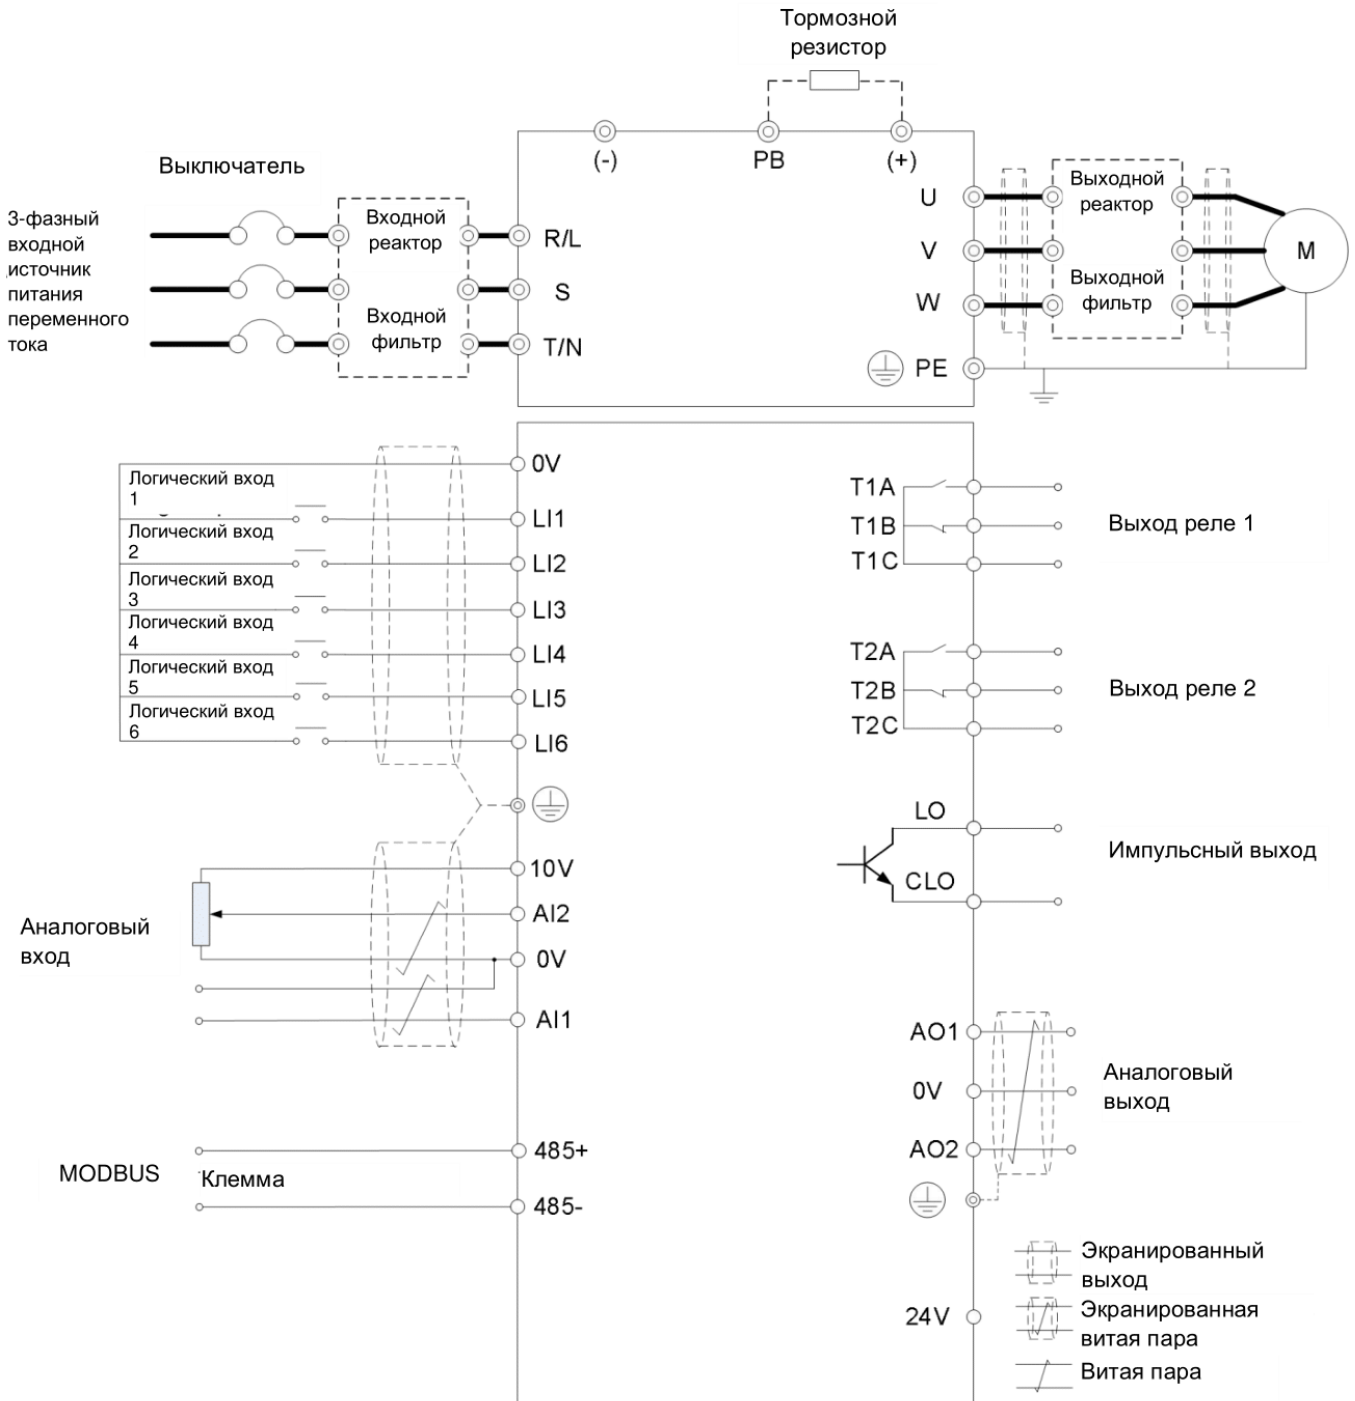 Тормозной
резистор
(-)
PB
(+)
Выключатель
3-фазный
входной
источник
питания
переменного
тока
Входной
реактор
Входной
фильтр
R/L
S
T/N
U
V
W
PE
Выходной
реактор
Выходной
фильтр
M
Логический вход
1
Логический вход
2
Логический вход
3
Логический вход
4
Логический вход
5
Логический вход
6
0V
LI1
LI2
LI3
LI4
LI5
LI6
10V
AI2
0V
AI1
Аналоговый
вход
MODBUS
Клемма
485+
485-
T1A
T1B
T1C
Выход реле 1
T2A
T2B
T2C
Выход реле 2
LO
CLO
Импульсный выход
AO1
0V
AO2
Аналоговый
выход
24V
Экранированный
выход
Экранированная
витая пара
Витая пара